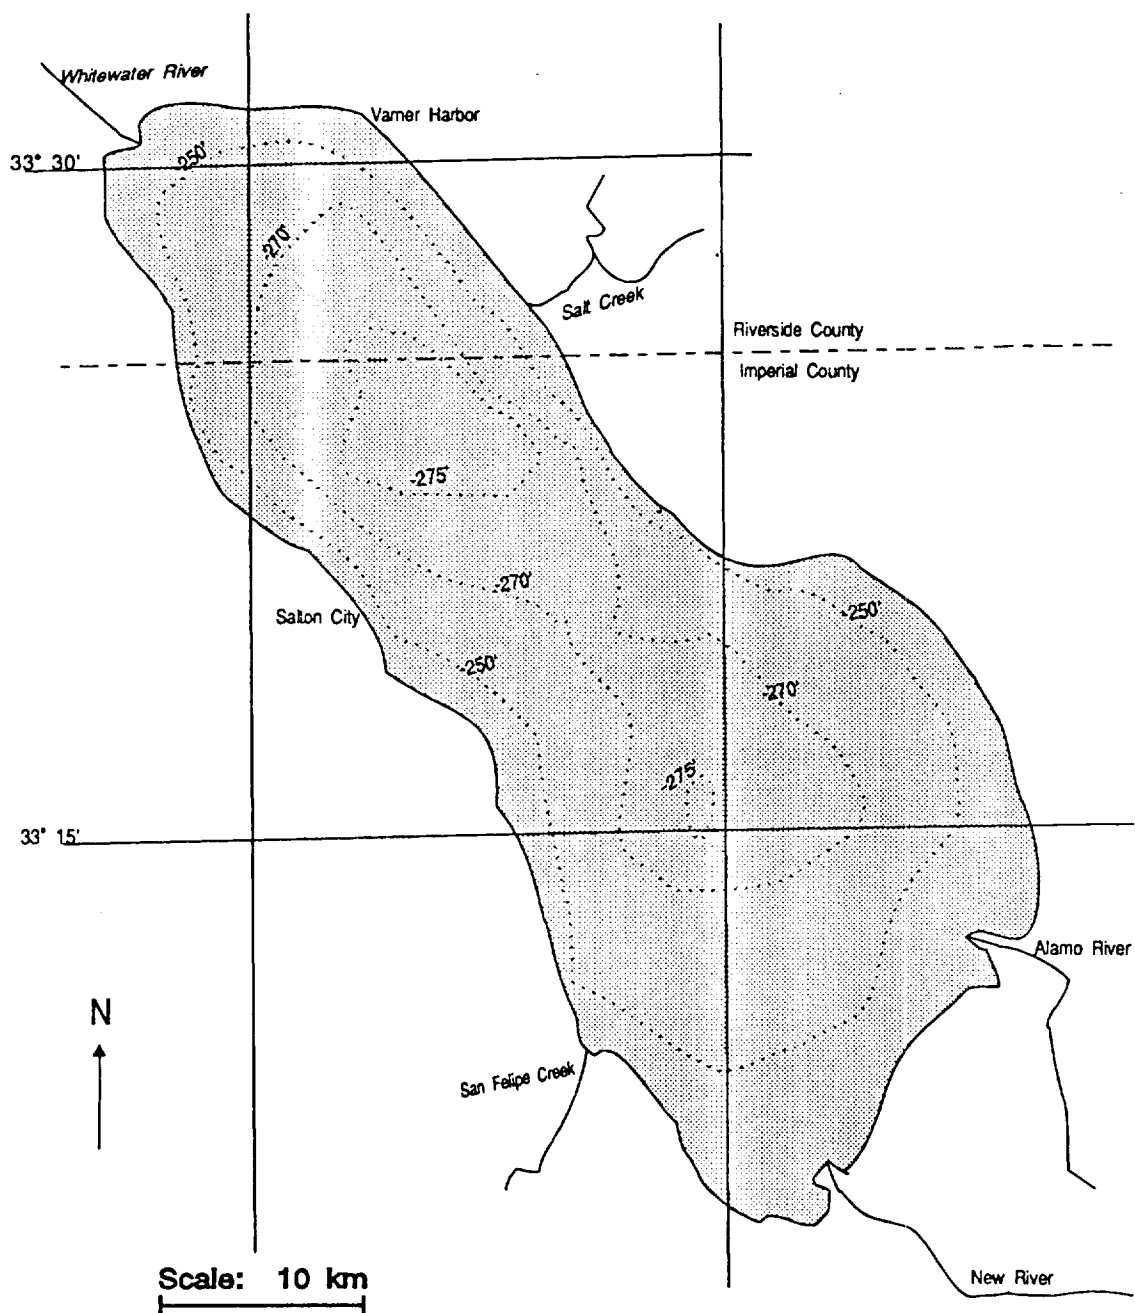 Whitewater River
Varner Harbor
33° 30'
-250'
-270'
Salt Creek
Riverside County
Imperial County
-275'
-270'
Salton City
-250'
-250'
-270'
-275'
33° 15'
Alamo River
N
San Felipe Creek
New River
Scale: 10 km